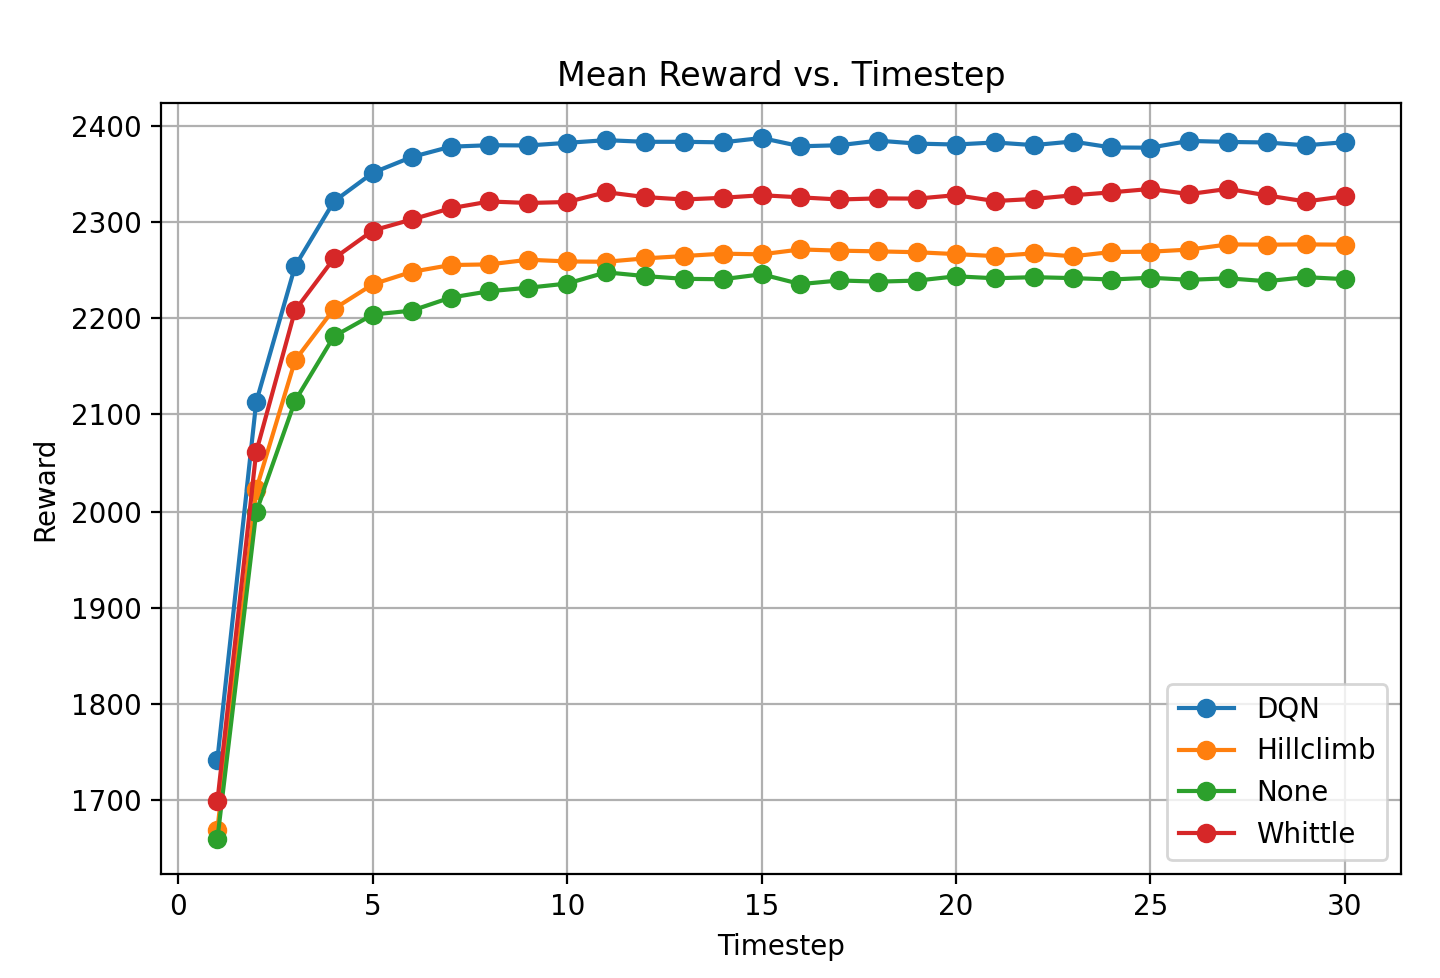 Mean Reward vs. Timestep
2400
2300
2200
2100
2000
1900
1800
1700
Reward
DQN
Hillclimb
None
Whittle
0 5 10 15 20 25 30
Timestep